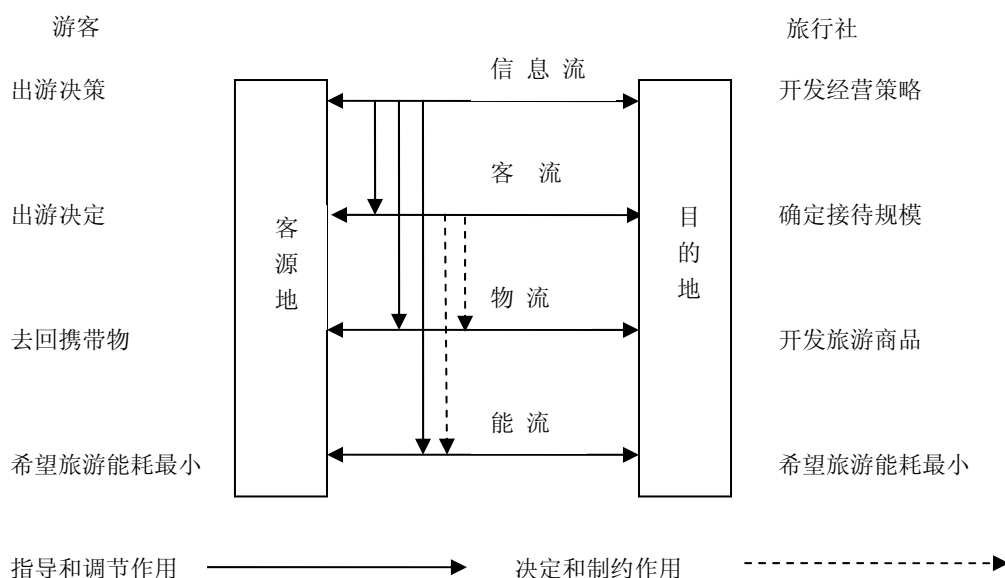 游客
旅行社
信 息 流
出游决策
开发经营策略
客 流
出游决定
确定接待规模
客源地
目的地
物 流
去回携带物
开发旅游商品
能 流
希望旅游能耗最小
希望旅游能耗最小
指导和调节作用
决定和制约作用